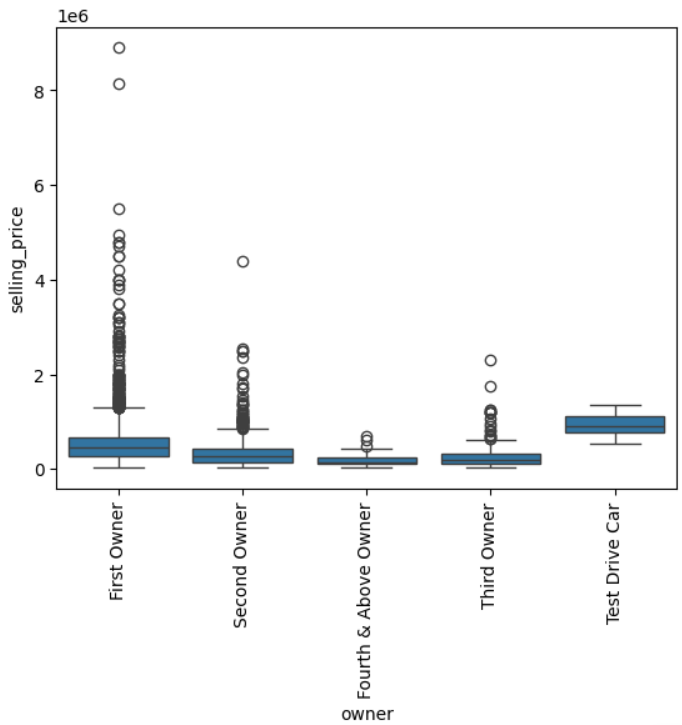 1e6
8
6
4
2
0
selling_price
First Owner
Second Owner
Fourth & Above Owner
Third Owner
Test Drive Car
owner